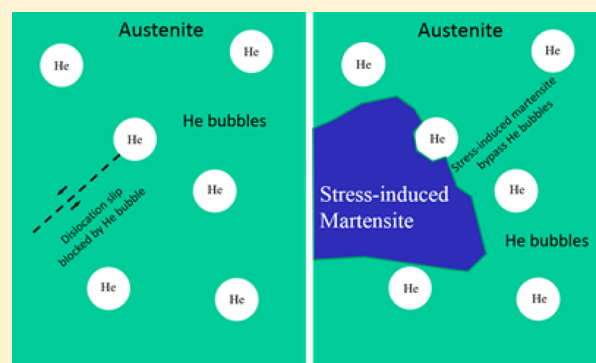 Austenite
He
He
He bubbles
He
Dislocation slip
blocked by He bubble
He
He
He
Austenite
He
He
He
Stress-induced martensite
bypass He bubbles
He
Stress-induced
Martensite
He bubbles
He
He